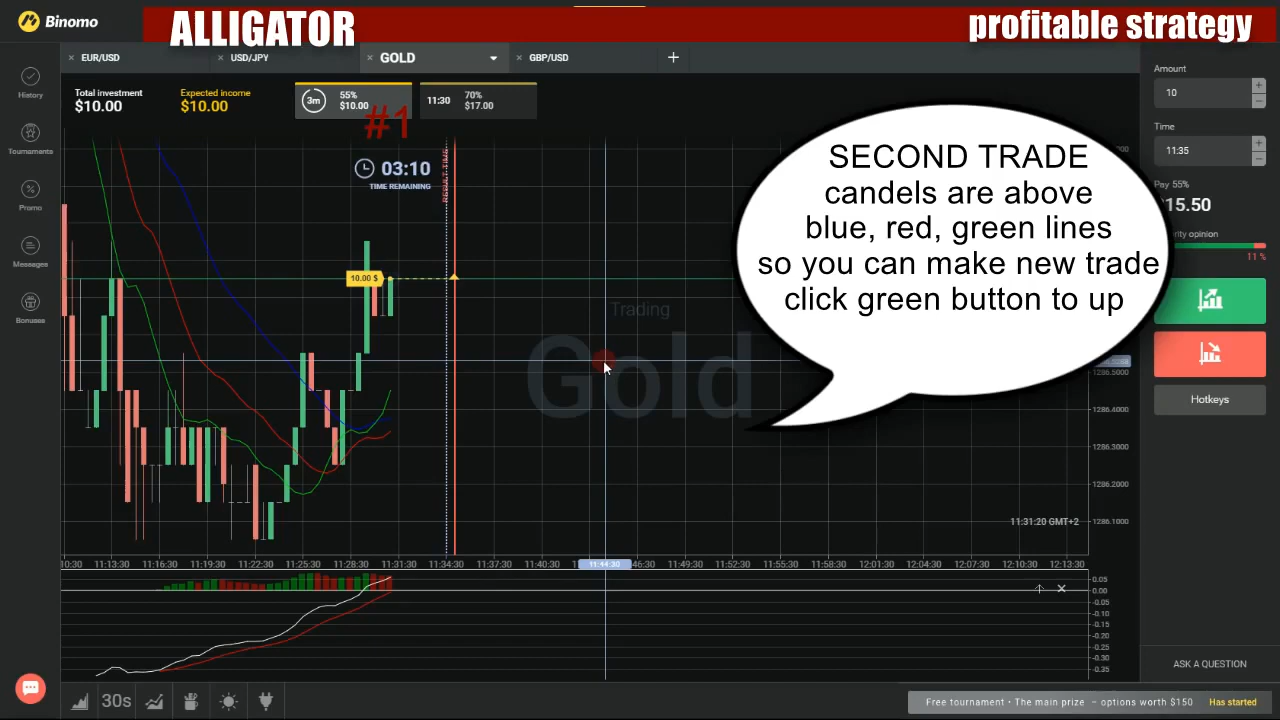 Binomo
ALLIGATOR
profitable strategy
EUR/USD
USD/JPY
GOLD
GBP/USD
History
Tournaments
Promo
Messages
Bonuses
Total investment
$10.00
Expected income
$10.00
3m
55%
$10.00
11:30
70%
$17.00
#1
03:10
TIME REMAINING
10.00 $
Trading
Gold
SECOND TRADE
candels are above
blue, red, green lines
so you can make new trade
click green button to up
Amount
10
Time
11:35
Pay 55%
15.50
opinion
11 %
Hotkeys
1286.5000
1286.4000
1286.3000
1286.2000
1286.1000
11:31:20 GMT+2
10:30 11:13:30 11:16:30 11:19:30 11:22:30 11:25:30 11:28:30 11:31:30 11:34:30 11:37:30 11:40:30 11:44:30 46:30 11:49:30 11:52:30 11:55:30 11:58:30 12:01:30 12:04:30 12:07:30 12:10:30 12:13:30
0.05
0.00
-0.05
-0.10
-0.15
-0.20
-0.25
-0.30
-0.35
ASK A QUESTION
30s
Free tournament • The main prize – options worth $150 Has started